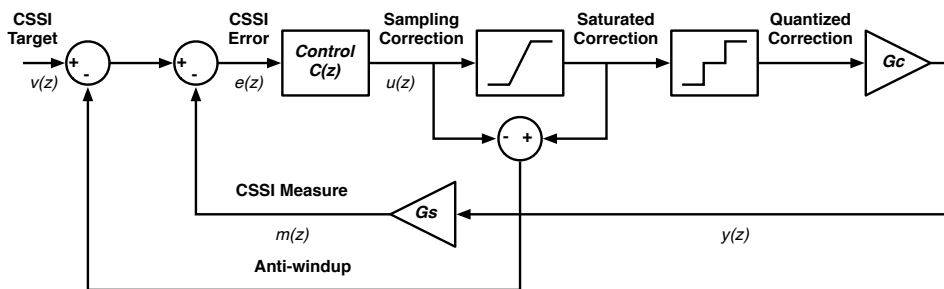 CSSI
Target
CSSI
Error
Sampling
Correction
Saturated
Correction
Quantized
Correction
+
-
v(z)
+
-
e(z)
Control
C(z)
u(z)
Gc
-
+
CSSI Measure
Gs
m(z)
y(z)
Anti-windup